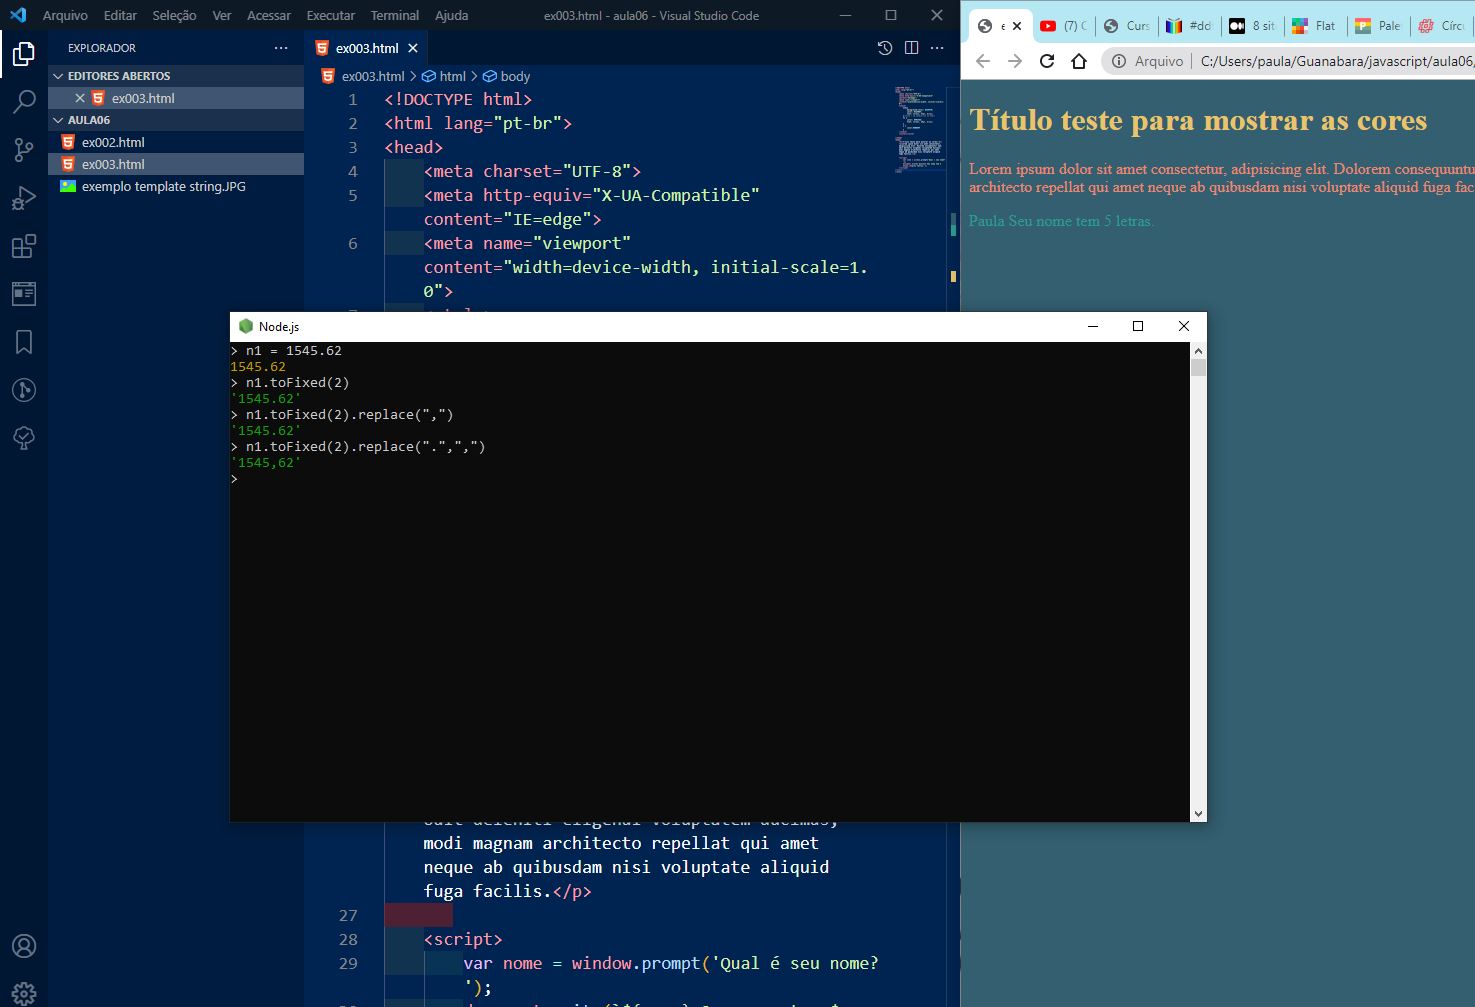 Arquivo Editar Seleção Ver Acessar Executar Terminal Ajuda
ex003.html - aula06 - Visual Studio Code
EXPLORADOR
EDITORES ABERTOS
ex003.html
AULA06
ex002.html
ex003.html
exemplo template string.JPG
ex003.html
ex003.html > html > body
1 <!DOCTYPE html>
2 <html lang="pt-br">
3 <head>
4 <meta charset="UTF-8">
5 <meta http-equiv="X-UA-Compatible"
content="IE=edge">
6 <meta name="viewport"
content="width=device-width, initial-scale=1.
0">
Node.js
> n1 = 1545.62
1545.62
> n1.toFixed(2)
'1545.62'
> n1.toFixed(2).replace(",")
'1545.62'
> n1.toFixed(2).replace(".",",")
'1545,62'
>
modi magnam architecto repellat qui amet
neque ab quibusdam nisi voluptate aliquid
fuga facilis.</p>
27
28 <script>
29 var nome = window.prompt('Qual é seu nome?
');
e
(7) C
Curs
#dd
8 sit
Flat
Pale
Círc
Arquivo | C:/Users/paula/Guanabara/javascript/aula06/
Título teste para mostrar as cores
Lorem ipsum dolor sit amet consectetur, adipisicing elit. Dolorem consequuntu
architecto repellat qui amet neque ab quibusdam nisi voluptate aliquid fuga fac
Paula Seu nome tem 5 letras.